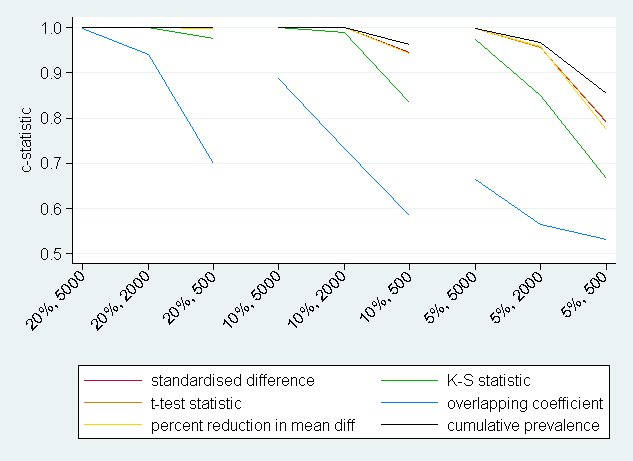 c-statistic
1.0
0.9
0.8
0.7
0.6
0.5
20%, 5000
20%, 2000
20%, 500
10%, 5000
10%, 2000
10%, 500
5%, 5000
5%, 2000
5%, 500
standardised difference
K-S statistic
t-test statistic
overlapping coefficient
percent reduction in mean diff
cumulative prevalence